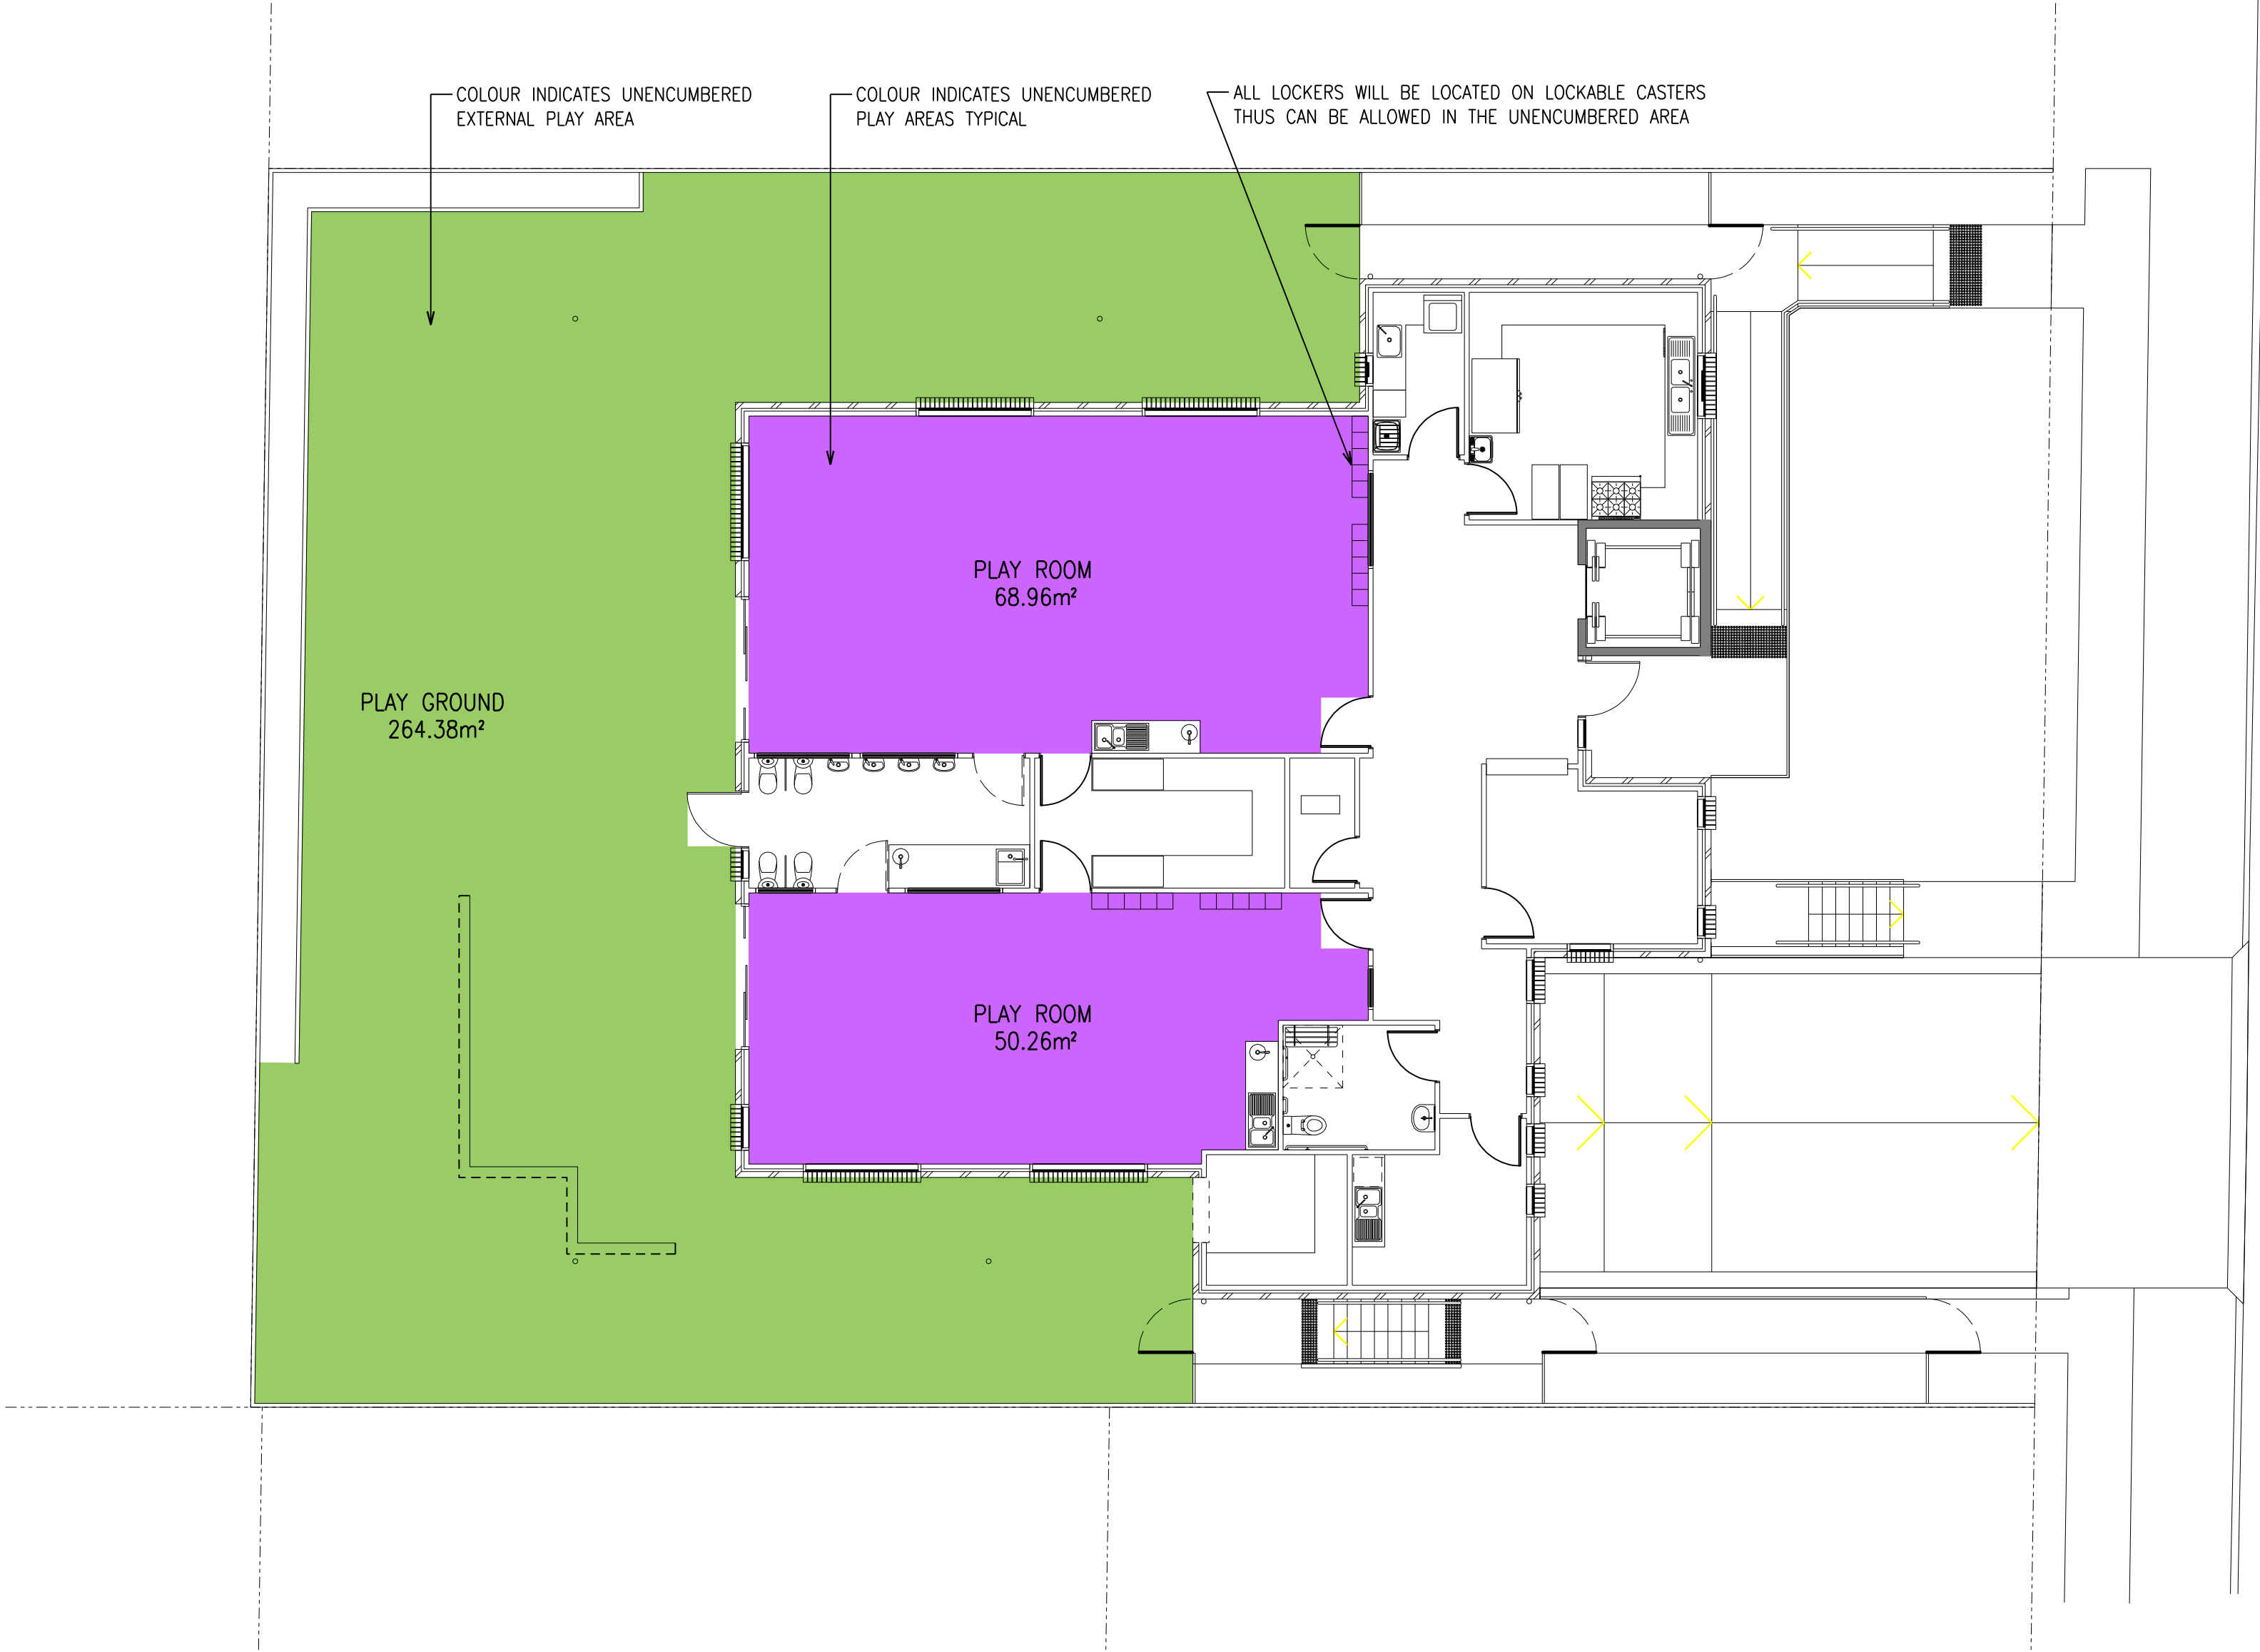 COLOUR INDICATES UNENCUMBERED
EXTERNAL PLAY AREA
COLOUR INDICATES UNENCUMBERED
PLAY AREAS TYPICAL
ALL LOCKERS WILL BE LOCATED ON LOCKABLE CASTERS
THUS CAN BE ALLOWED IN THE UNENCUMBERED AREA
PLAY ROOM
68.96m²
PLAY GROUND
264.38m²
PLAY ROOM
50.26m²